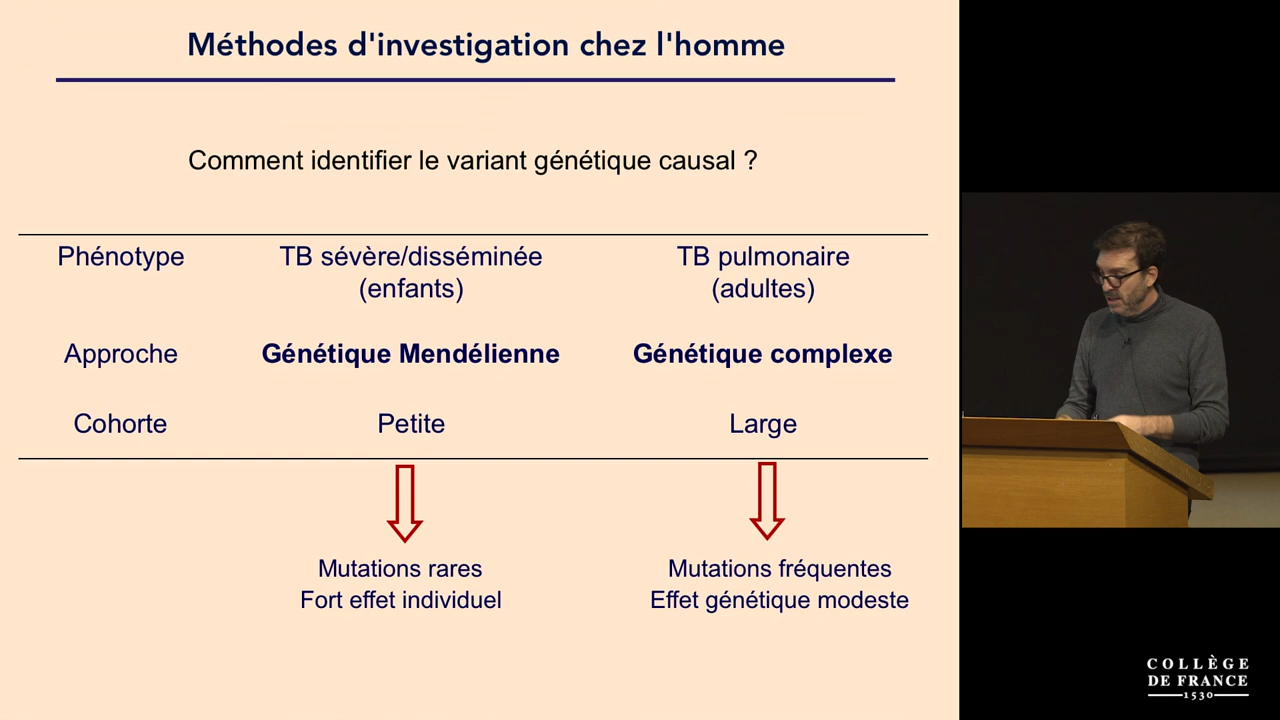 Méthodes d'investigation chez l'homme
Comment identifier le variant génétique causal ?
Phénotype TB sévère/disséminée TB pulmonaire
(enfants) (adultes)
Approche Génétique Mendélienne Génétique complexe
Cohorte Petite Large
Mutations rares Mutations fréquentes
Fort effet individuel Effet génétique modeste
COLLÈGE
DE FRANCE
1530